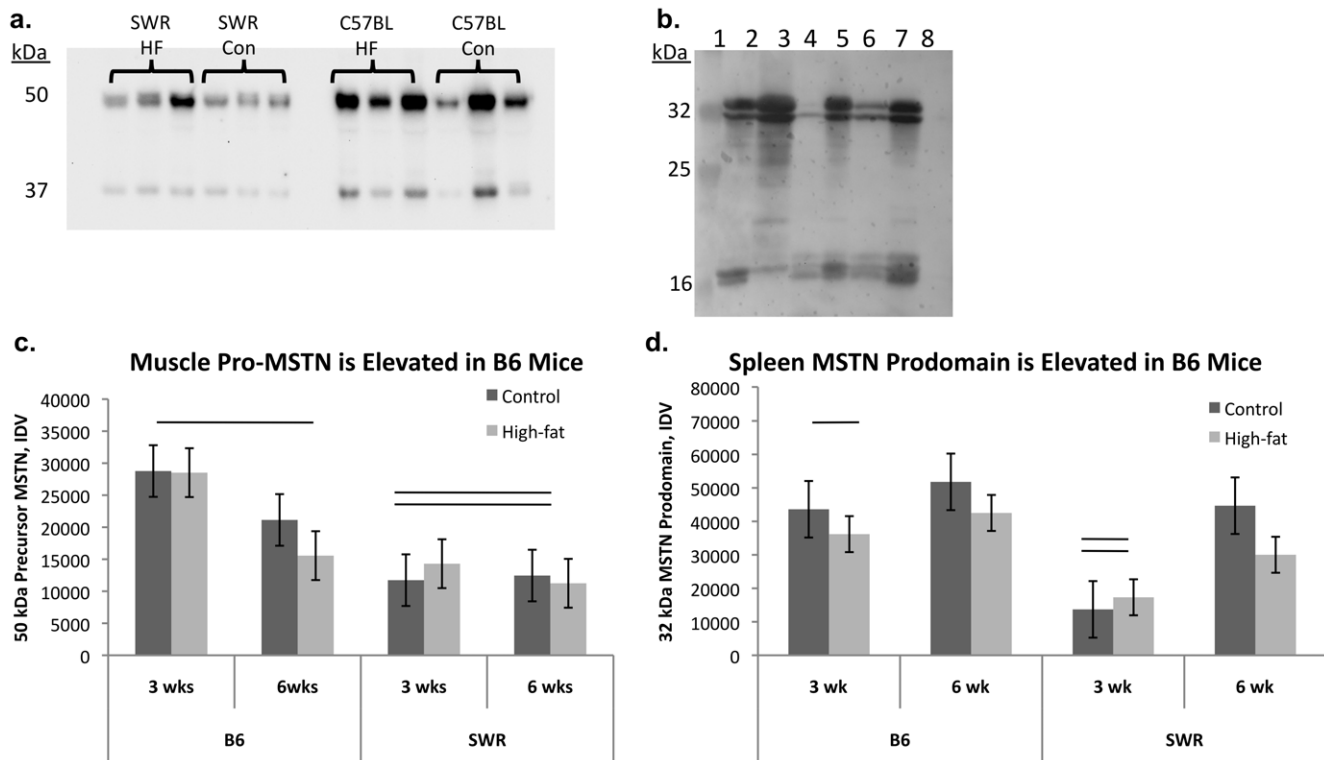 a.
SWR SWR C57BL C57BL
kDa HF Con HF Con
50
37
b.
1 2 3 4 5 6 7 8
kDa
32
25
16
c.
Muscle Pro-MSTN is Elevated in B6 Mice
50 kDa Precursor MSTN, IDV
40000
35000
30000
25000
20000
15000
10000
5000
0
Control
High-fat
3 wks 6wks 3 wks 6 wks
B6 SWR
d.
Spleen MSTN Prodomain is Elevated in B6 Mice
32 kDa MSTN Prodomain, IDV
80000
70000
60000
50000
40000
30000
20000
10000
0
Control
High-fat
3 wk 6 wk 3 wk 6 wk
B6 SWR